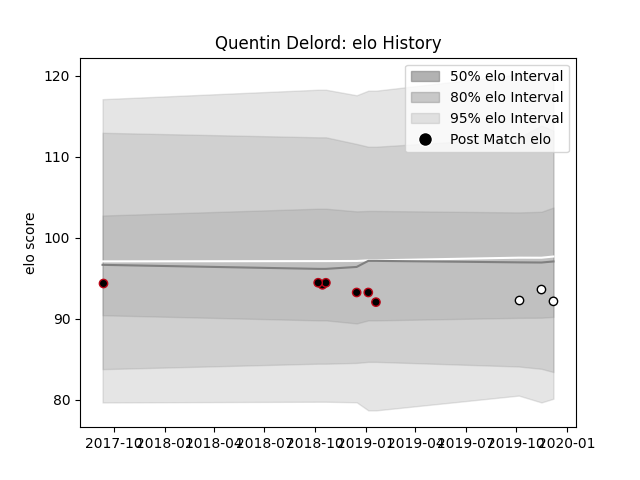 Quentin Delord: elo History
120
110
100
90
80
elo score
50% elo Interval
80% elo Interval
95% elo Interval
Post Match elo
2017-10 2018-01 2018-04 2018-07 2018-10 2019-01 2019-04 2019-07 2019-10 2020-01